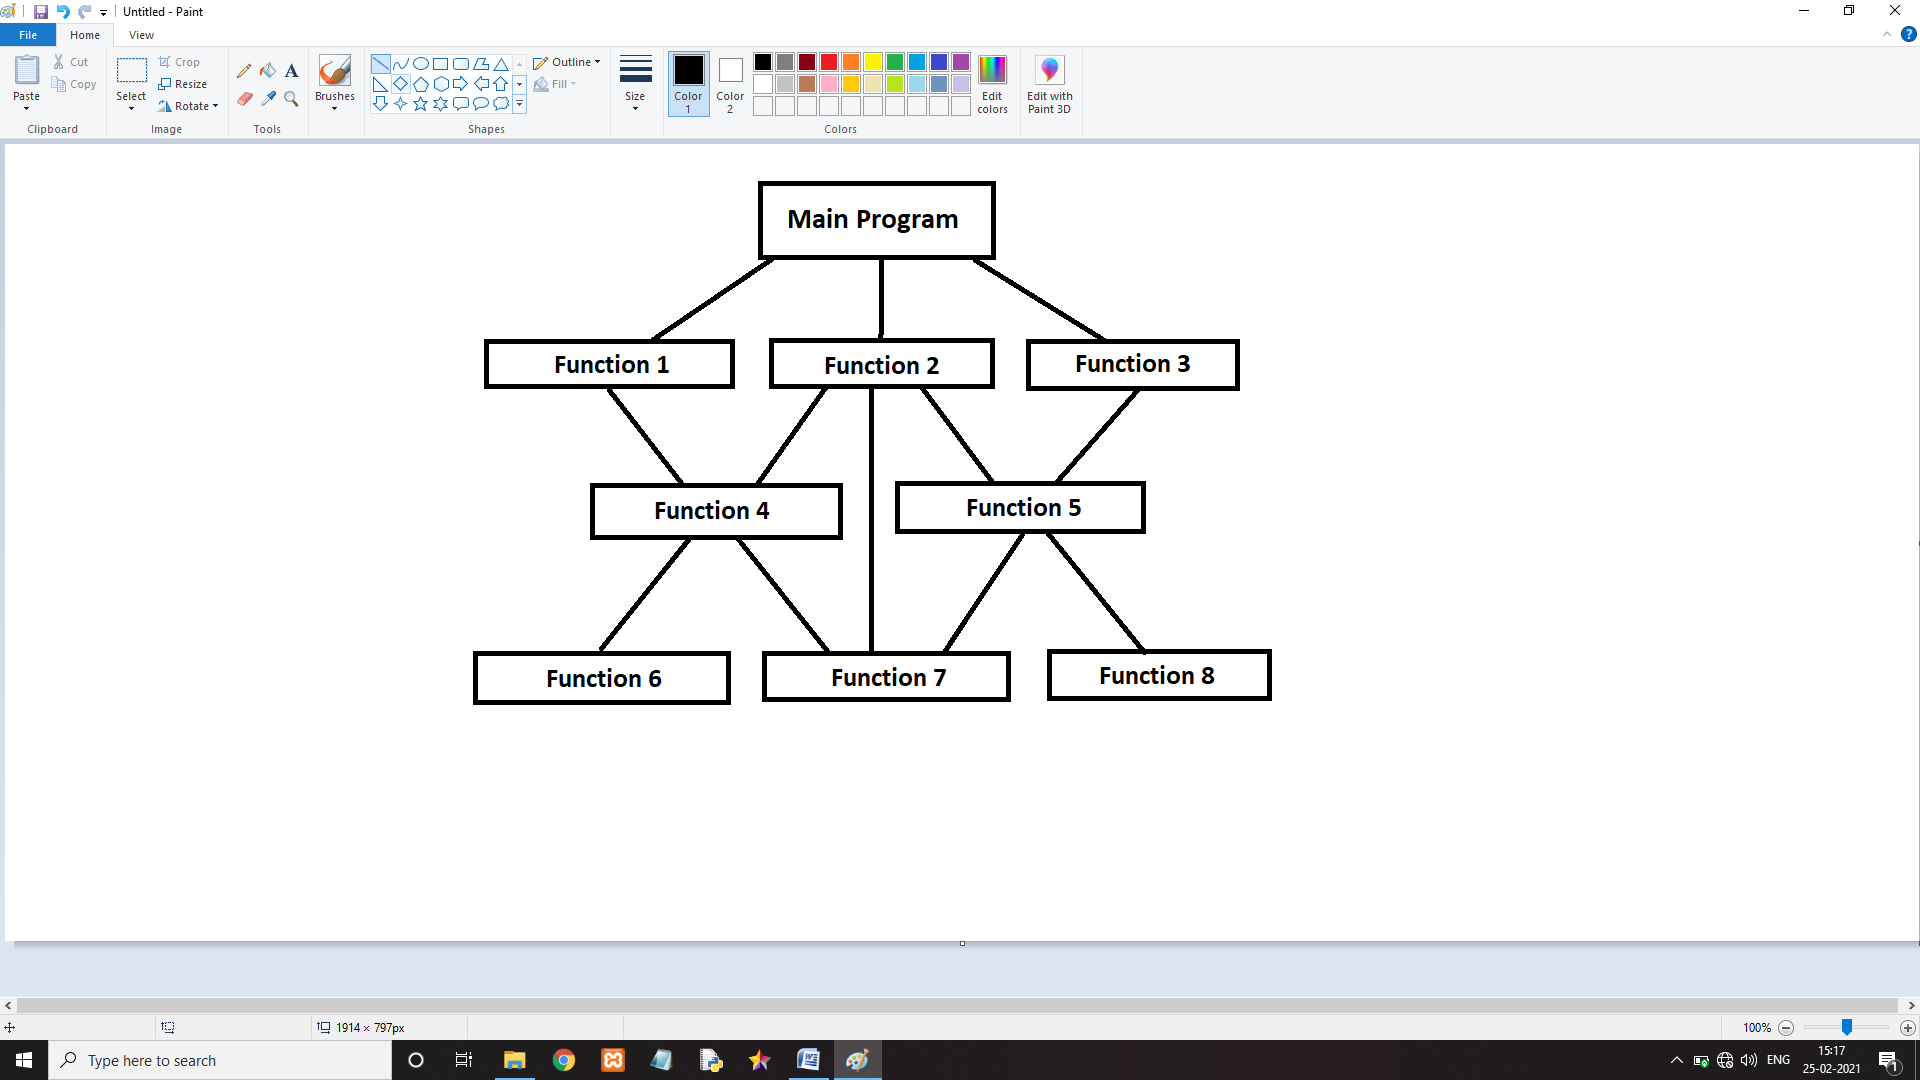 Untitled - Paint
File Home View
Paste
Cut
Copy
Clipboard
Select
Crop
Resize
Rotate
Image
A
Tools
Brushes
Outline
Fill
Shapes
Size
Color 1
Color 2
Edit colors
Colors
Edit with Paint 3D
Main Program
Function 1 Function 2 Function 3
Function 4 Function 5
Function 6 Function 7 Function 8
1914 × 797px
100%
Type here to search
ENG
15:17
25-02-2021
1